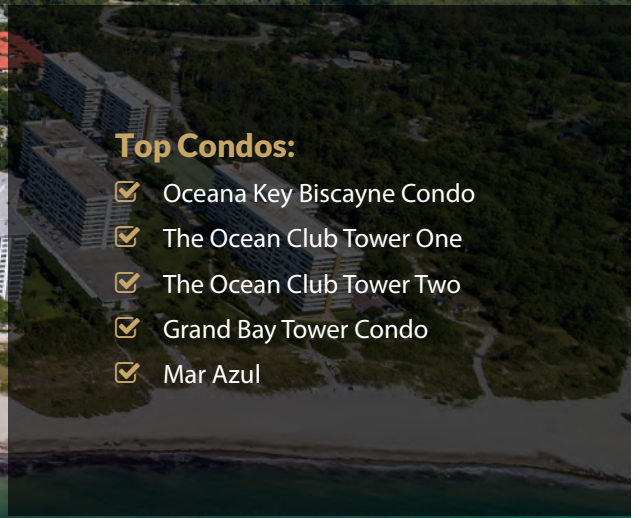 Top Condos:
Oceana Key Biscayne Condo
The Ocean Club Tower One
The Ocean Club Tower Two
Grand Bay Tower Condo
Mar Azul